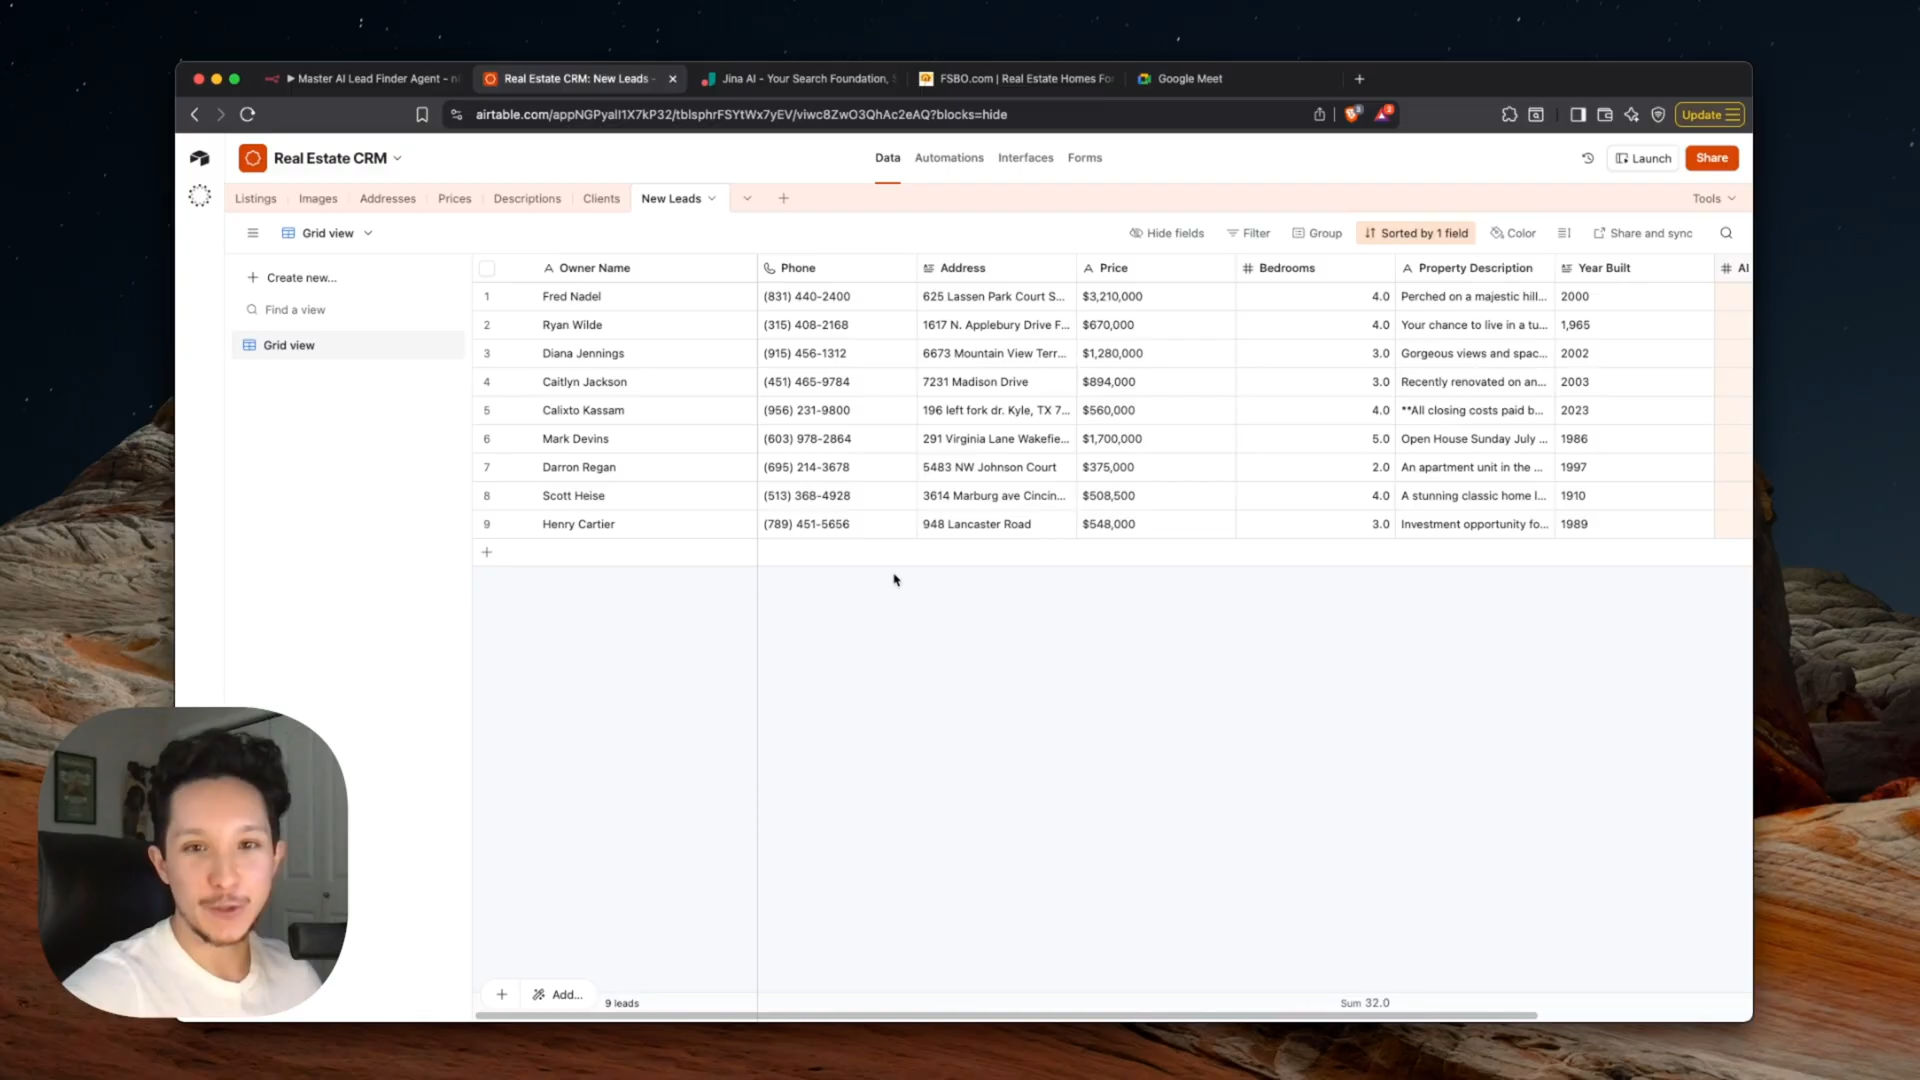 Master AI Lead Finder Agent - n
Real Estate CRM: New Leads -
Jina AI - Your Search Foundation,
FSBO.com | Real Estate Homes For
Google Meet
airtable.com/appNGPyalI1X7kP32/tblsphrFSYtWx7yEV/viwc8ZwO3QhAc2eAQ?blocks=hide
Update
Real Estate CRM
Data
Automations
Interfaces
Forms
Launch
Share
Listings
Images
Addresses
Prices
Descriptions
Clients
New Leads
Tools
Grid view
Hide fields
Filter
Group
Sorted by 1 field
Color
Share and sync
Create new...
Find a view
Grid view
Owner Name Phone Address Price Bedrooms Property Description Year Built AI
1 Fred Nadel (831) 440-2400 625 Lassen Park Court S... $3,210,000 4.0 Perched on a majestic hill... 2000
2 Ryan Wilde (315) 408-2168 1617 N. Applebury Drive F... $670,000 4.0 Your chance to live in a tu... 1,965
3 Diana Jennings (915) 456-1312 6673 Mountain View Terr... $1,280,000 3.0 Gorgeous views and spac... 2002
4 Caitlyn Jackson (451) 465-9784 7231 Madison Drive $894,000 3.0 Recently renovated on an... 2003
5 Calixto Kassam (956) 231-9800 196 left fork dr. Kyle, TX 7... $560,000 4.0 **All closing costs paid b... 2023
6 Mark Devins (603) 978-2864 291 Virginia Lane Wakefie... $1,700,000 5.0 Open House Sunday July ... 1986
7 Darron Regan (695) 214-3678 5483 NW Johnson Court $375,000 2.0 An apartment unit in the ... 1997
8 Scott Heise (513) 368-4928 3614 Marburg ave Cincin... $508,500 4.0 A stunning classic home l... 1910
9 Henry Cartier (789) 451-5656 948 Lancaster Road $548,000 3.0 Investment opportunity fo... 1989
Add...
9 leads
Sum 32.0